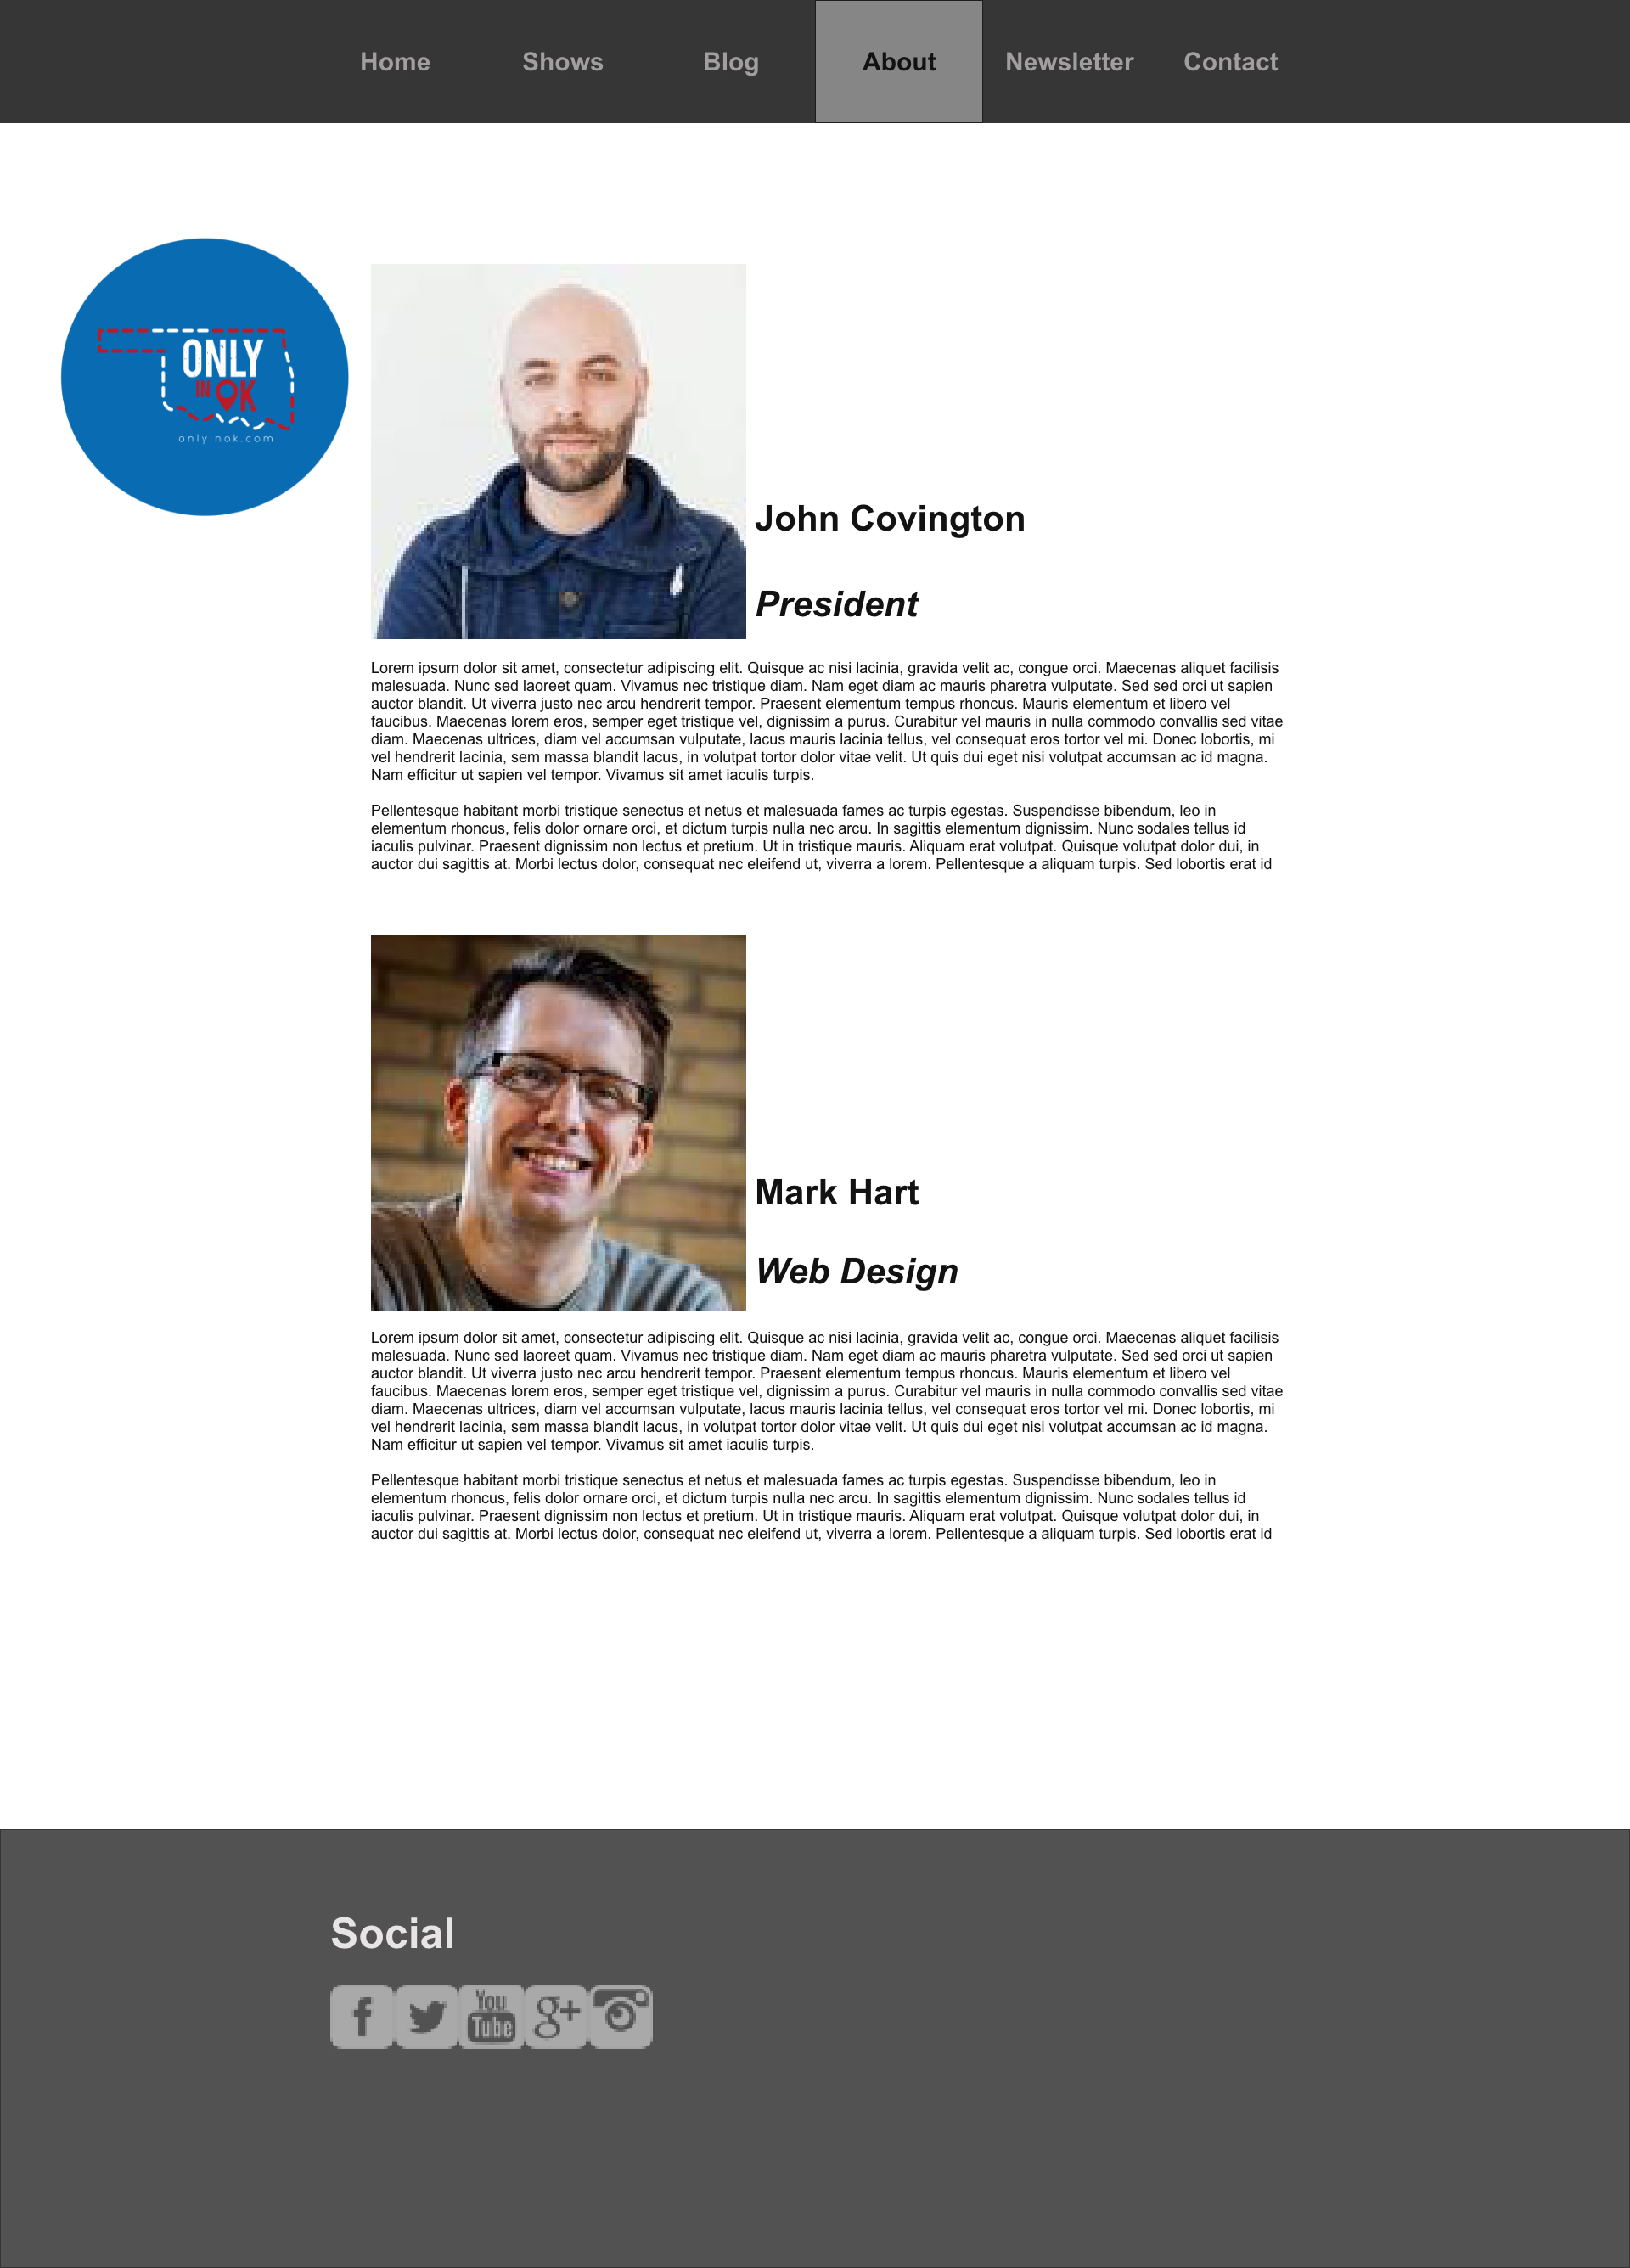 Home Shows Blog About Newsletter Contact
ONLY
IN OK
onlyinok.com
John Covington
President
Lorem ipsum dolor sit amet, consectetur adipiscing elit. Quisque ac nisi lacinia, gravida velit ac, congue orci. Maecenas aliquet facilisis
malesuada. Nunc sed laoreet quam. Vivamus nec tristique diam. Nam eget diam ac mauris pharetra vulputate. Sed sed orci ut sapien
auctor blandit. Ut viverra justo nec arcu hendrerit tempor. Praesent elementum tempus rhoncus. Mauris elementum et libero vel
faucibus. Maecenas lorem eros, semper eget tristique vel, dignissim a purus. Curabitur vel mauris in nulla commodo convallis sed vitae
diam. Maecenas ultrices, diam vel accumsan vulputate, lacus mauris lacinia tellus, vel consequat eros tortor vel mi. Donec lobortis, mi
vel hendrerit lacinia, sem massa blandit lacus, in volutpat tortor dolor vitae velit. Ut quis dui eget nisi volutpat accumsan ac id magna.
Nam efficitur ut sapien vel tempor. Vivamus sit amet iaculis turpis.
Pellentesque habitant morbi tristique senectus et netus et malesuada fames ac turpis egestas. Suspendisse bibendum, leo in
elementum rhoncus, felis dolor ornare orci, et dictum turpis nulla nec arcu. In sagittis elementum dignissim. Nunc sodales tellus id
iaculis pulvinar. Praesent dignissim non lectus et pretium. Ut in tristique mauris. Aliquam erat volutpat. Quisque volutpat dolor dui, in
auctor dui sagittis at. Morbi lectus dolor, consequat nec eleifend ut, viverra a lorem. Pellentesque a aliquam turpis. Sed lobortis erat id
Mark Hart
Web Design
Lorem ipsum dolor sit amet, consectetur adipiscing elit. Quisque ac nisi lacinia, gravida velit ac, congue orci. Maecenas aliquet facilisis
malesuada. Nunc sed laoreet quam. Vivamus nec tristique diam. Nam eget diam ac mauris pharetra vulputate. Sed sed orci ut sapien
auctor blandit. Ut viverra justo nec arcu hendrerit tempor. Praesent elementum tempus rhoncus. Mauris elementum et libero vel
faucibus. Maecenas lorem eros, semper eget tristique vel, dignissim a purus. Curabitur vel mauris in nulla commodo convallis sed vitae
diam. Maecenas ultrices, diam vel accumsan vulputate, lacus mauris lacinia tellus, vel consequat eros tortor vel mi. Donec lobortis, mi
vel hendrerit lacinia, sem massa blandit lacus, in volutpat tortor dolor vitae velit. Ut quis dui eget nisi volutpat accumsan ac id magna.
Nam efficitur ut sapien vel tempor. Vivamus sit amet iaculis turpis.
Pellentesque habitant morbi tristique senectus et netus et malesuada fames ac turpis egestas. Suspendisse bibendum, leo in
elementum rhoncus, felis dolor ornare orci, et dictum turpis nulla nec arcu. In sagittis elementum dignissim. Nunc sodales tellus id
iaculis pulvinar. Praesent dignissim non lectus et pretium. Ut in tristique mauris. Aliquam erat volutpat. Quisque volutpat dolor dui, in
auctor dui sagittis at. Morbi lectus dolor, consequat nec eleifend ut, viverra a lorem. Pellentesque a aliquam turpis. Sed lobortis erat id
Social
f You Tube g+